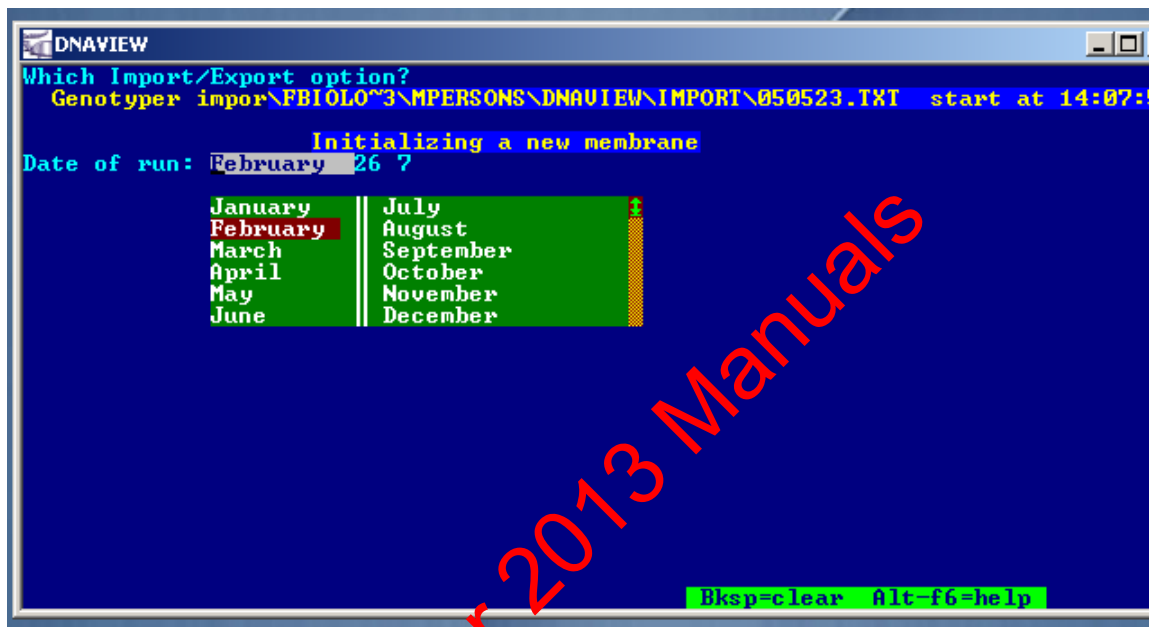 DNAVIEW
Which Import/Export option?
Genotyper impor\FBIOLO~3\MPERSONS\DNAVIEW\IMPORT\050523.TXT start at 14:07:
Initializing a new membrane
Date of run: February 26 7
January July
February August
March September
April October
May November
June December
Bksp=clear Alt-f6=help
2013 Manuals